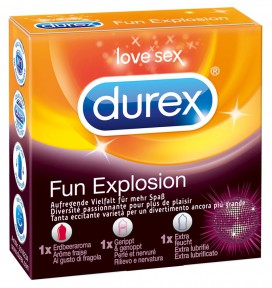 love sex
durex®
Fun Explosion
Aufregende Vielfalt für mehr Spaß
Diversité passionnante pour plus de plaisir
Tanta eccitante varietà per un divertimento ancora più grande
1x Erdbeeraroma
Arôme fraise
Al gusto di fragola
1x Gerippt
& genoppt
Perlé et nervuré
Rilievo e nervatura
1x Extra
feucht
Extra lubrifié
Extra lubrificato